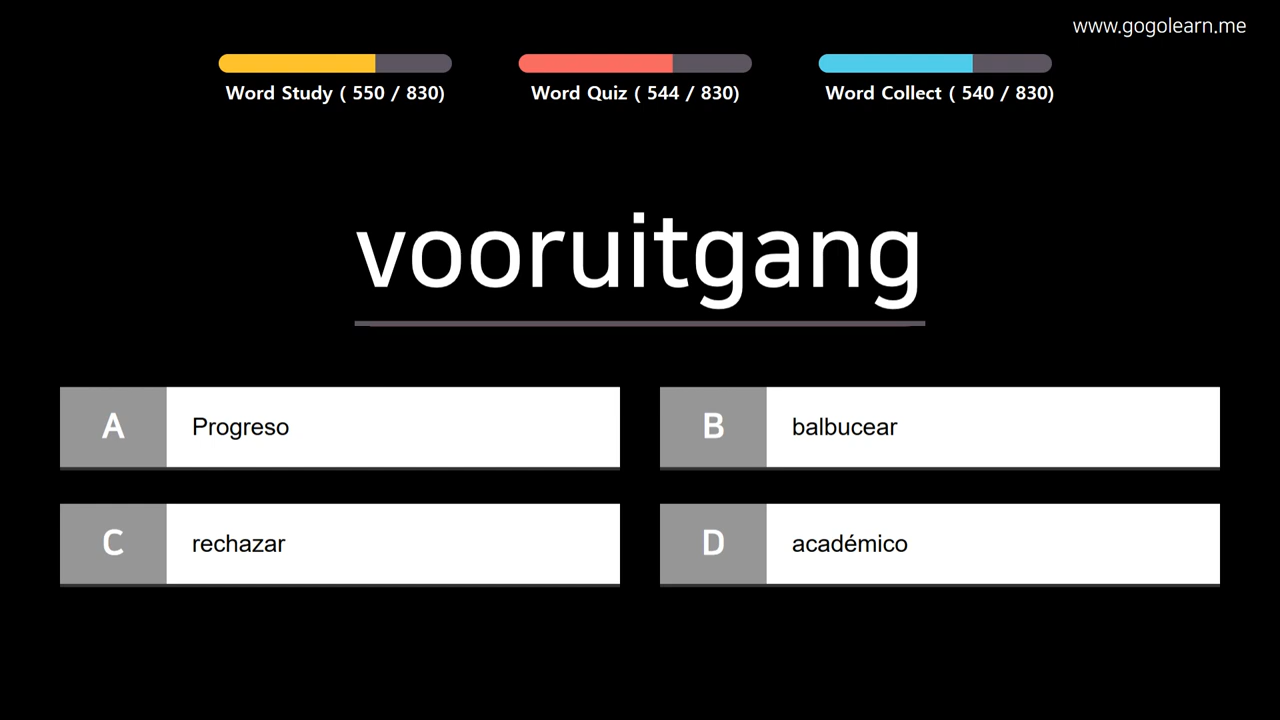 www.gogolearn.me
Word Study ( 550 / 830)
Word Quiz ( 544 / 830)
Word Collect ( 540 / 830)
vooruitgang
A Progreso
B balbucear
C rechazar
D académico